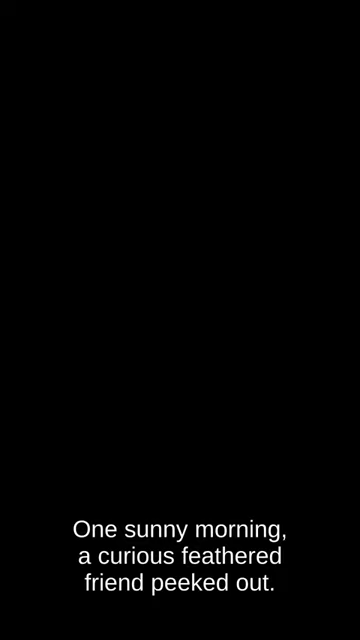 One sunny morning,
a curious feathered
friend peeked out.